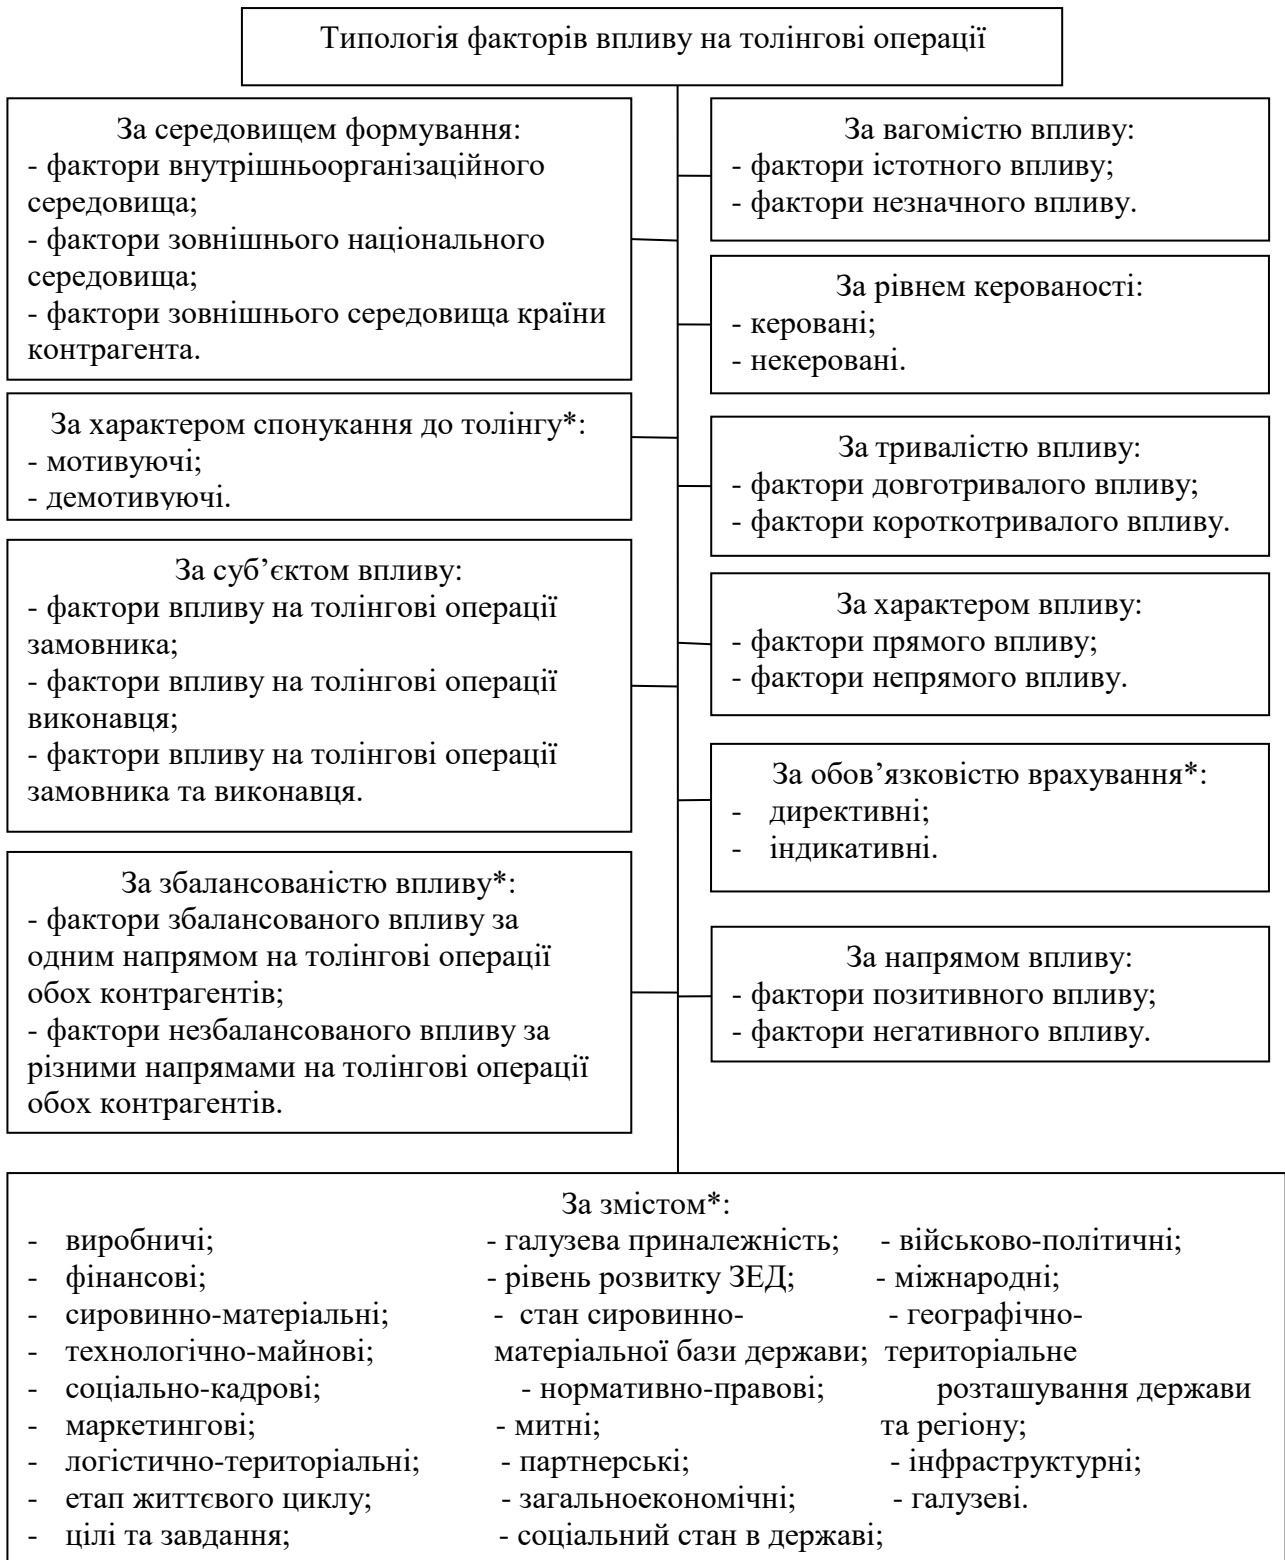 Типологія факторів впливу на толінгові операції
За середовищем формування:
- фактори внутрішньоорганізаційного
середовища;
- фактори зовнішнього національного
середовища;
- фактори зовнішнього середовища країни
контрагента.
За характером спонукання до толінгу*:
- мотивуючі;
- демотивуючі.
За суб’єктом впливу:
- фактори впливу на толінгові операції
замовника;
- фактори впливу на толінгові операції
виконавця;
- фактори впливу на толінгові операції
замовника та виконавця.
За збалансованістю впливу*:
- фактори збалансованого впливу за
одним напрямом на толінгові операції
обох контрагентів;
- фактори незбалансованого впливу за
різними напрямами на толінгові операції
обох контрагентів.
За вагомістю впливу:
- фактори істотного впливу;
- фактори незначного впливу.
За рівнем керованості:
- керовані;
- некеровані.
За тривалістю впливу:
- фактори довготривалого впливу;
- фактори короткотривалого впливу.
За характером впливу:
- фактори прямого впливу;
- фактори непрямого впливу.
За обов’язковістю врахування*:
- директивні;
- індикативні.
За напрямом впливу:
- фактори позитивного впливу;
- фактори негативного впливу.
За змістом*:
- виробничі; - галузева приналежність; - військово-політичні;
- фінансові; - рівень розвитку ЗЕД; - міжнародні;
- сировинно-матеріальні; - стан сировинно- - географічно-
- технологічно-майнові; матеріальної бази держави; територіальне
- соціально-кадрові; - нормативно-правові; розташування держави
- маркетингові; - митні; та регіону;
- логістично-територіальні; - партнерські; - інфраструктурні;
- етап життєвого циклу; - загальноекономічні; - галузеві.
- цілі та завдання; - соціальний стан в державі;